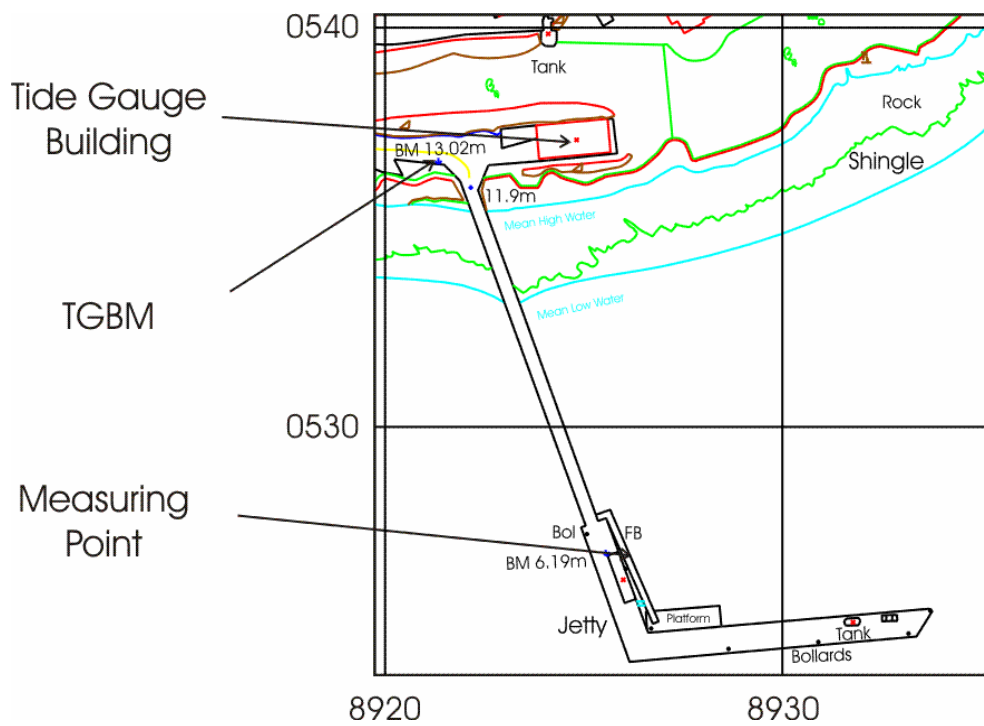 0540
Tank
Tide Gauge
Building
BM 13.02m
Rock
Shingle
11.9m
Mean High Water
TGBM
Mean Low Water
0530
Measuring
Point
Bol
FB
BM 6.19m
Jetty
Platform
Tank
Bollards
8920
8930